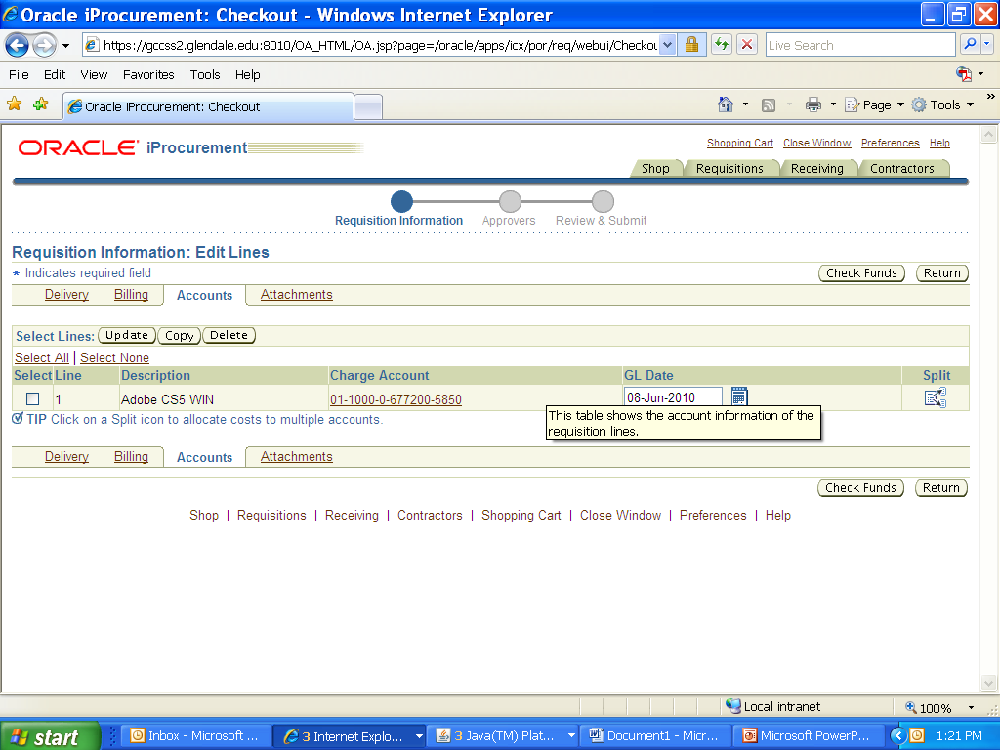 Oracle iProcurement: Checkout - Windows Internet Explorer
https://gccss2.glendale.edu:8010/OA_HTML/OA.jsp?page=/oracle/apps/icx/por/req/webui/Checkou
Live Search
File Edit View Favorites Tools Help
Oracle iProcurement: Checkout
Page Tools
ORACLE iProcurement
Shopping Cart Close Window Preferences Help
Shop Requisitions Receiving Contractors
Requisition Information Approvers Review & Submit
Requisition Information: Edit Lines
* Indicates required field
Check Funds Return
Delivery Billing Accounts Attachments
Select Lines: Update Copy Delete
Select All | Select None
Select Line Description Charge Account GL Date Split
1 Adobe CS5 WIN 01-1000-0-677200-5850 08-Jun-2010
TIP Click on a Split icon to allocate costs to multiple accounts.
This table shows the account information of the
requisition lines.
Delivery Billing Accounts Attachments
Check Funds Return
Shop | Requisitions | Receiving | Contractors | Shopping Cart | Close Window | Preferences | Help
Local intranet 100%
start Inbox - Microsoft ... 3 Internet Explo... 3 Java(TM) Plat... Document1 - Micr... Microsoft PowerP... 1:21 PM